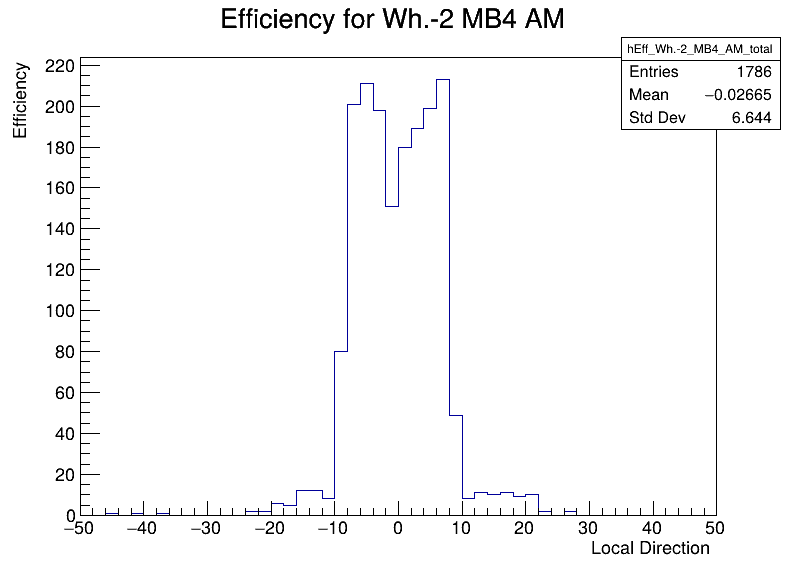 Efficiency for Wh.-2 MB4 AM
hEff_Wh.-2_MB4_AM_total
Entries 1786
Mean −0.02665
Std Dev 6.644
Efficiency
220
200
180
160
140
120
100
80
60
40
20
0
−50 −40 −30 −20 −10 0 10 20 30 40 50
Local Direction